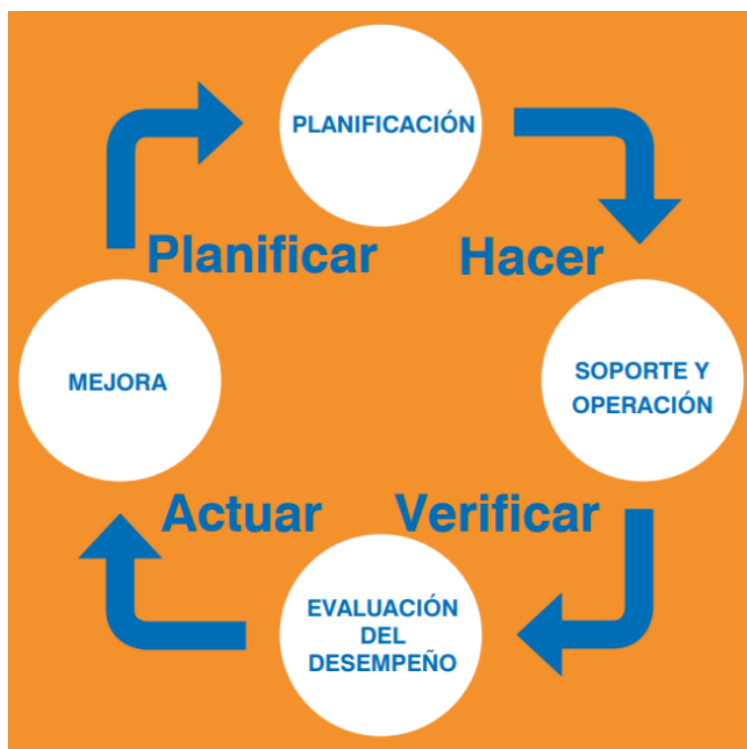 PLANIFICACIÓN
Planificar
Hacer
MEJORA
SOPORTE Y
OPERACIÓN
Actuar
Verificar
EVALUACIÓN
DEL
DESEMPEÑO